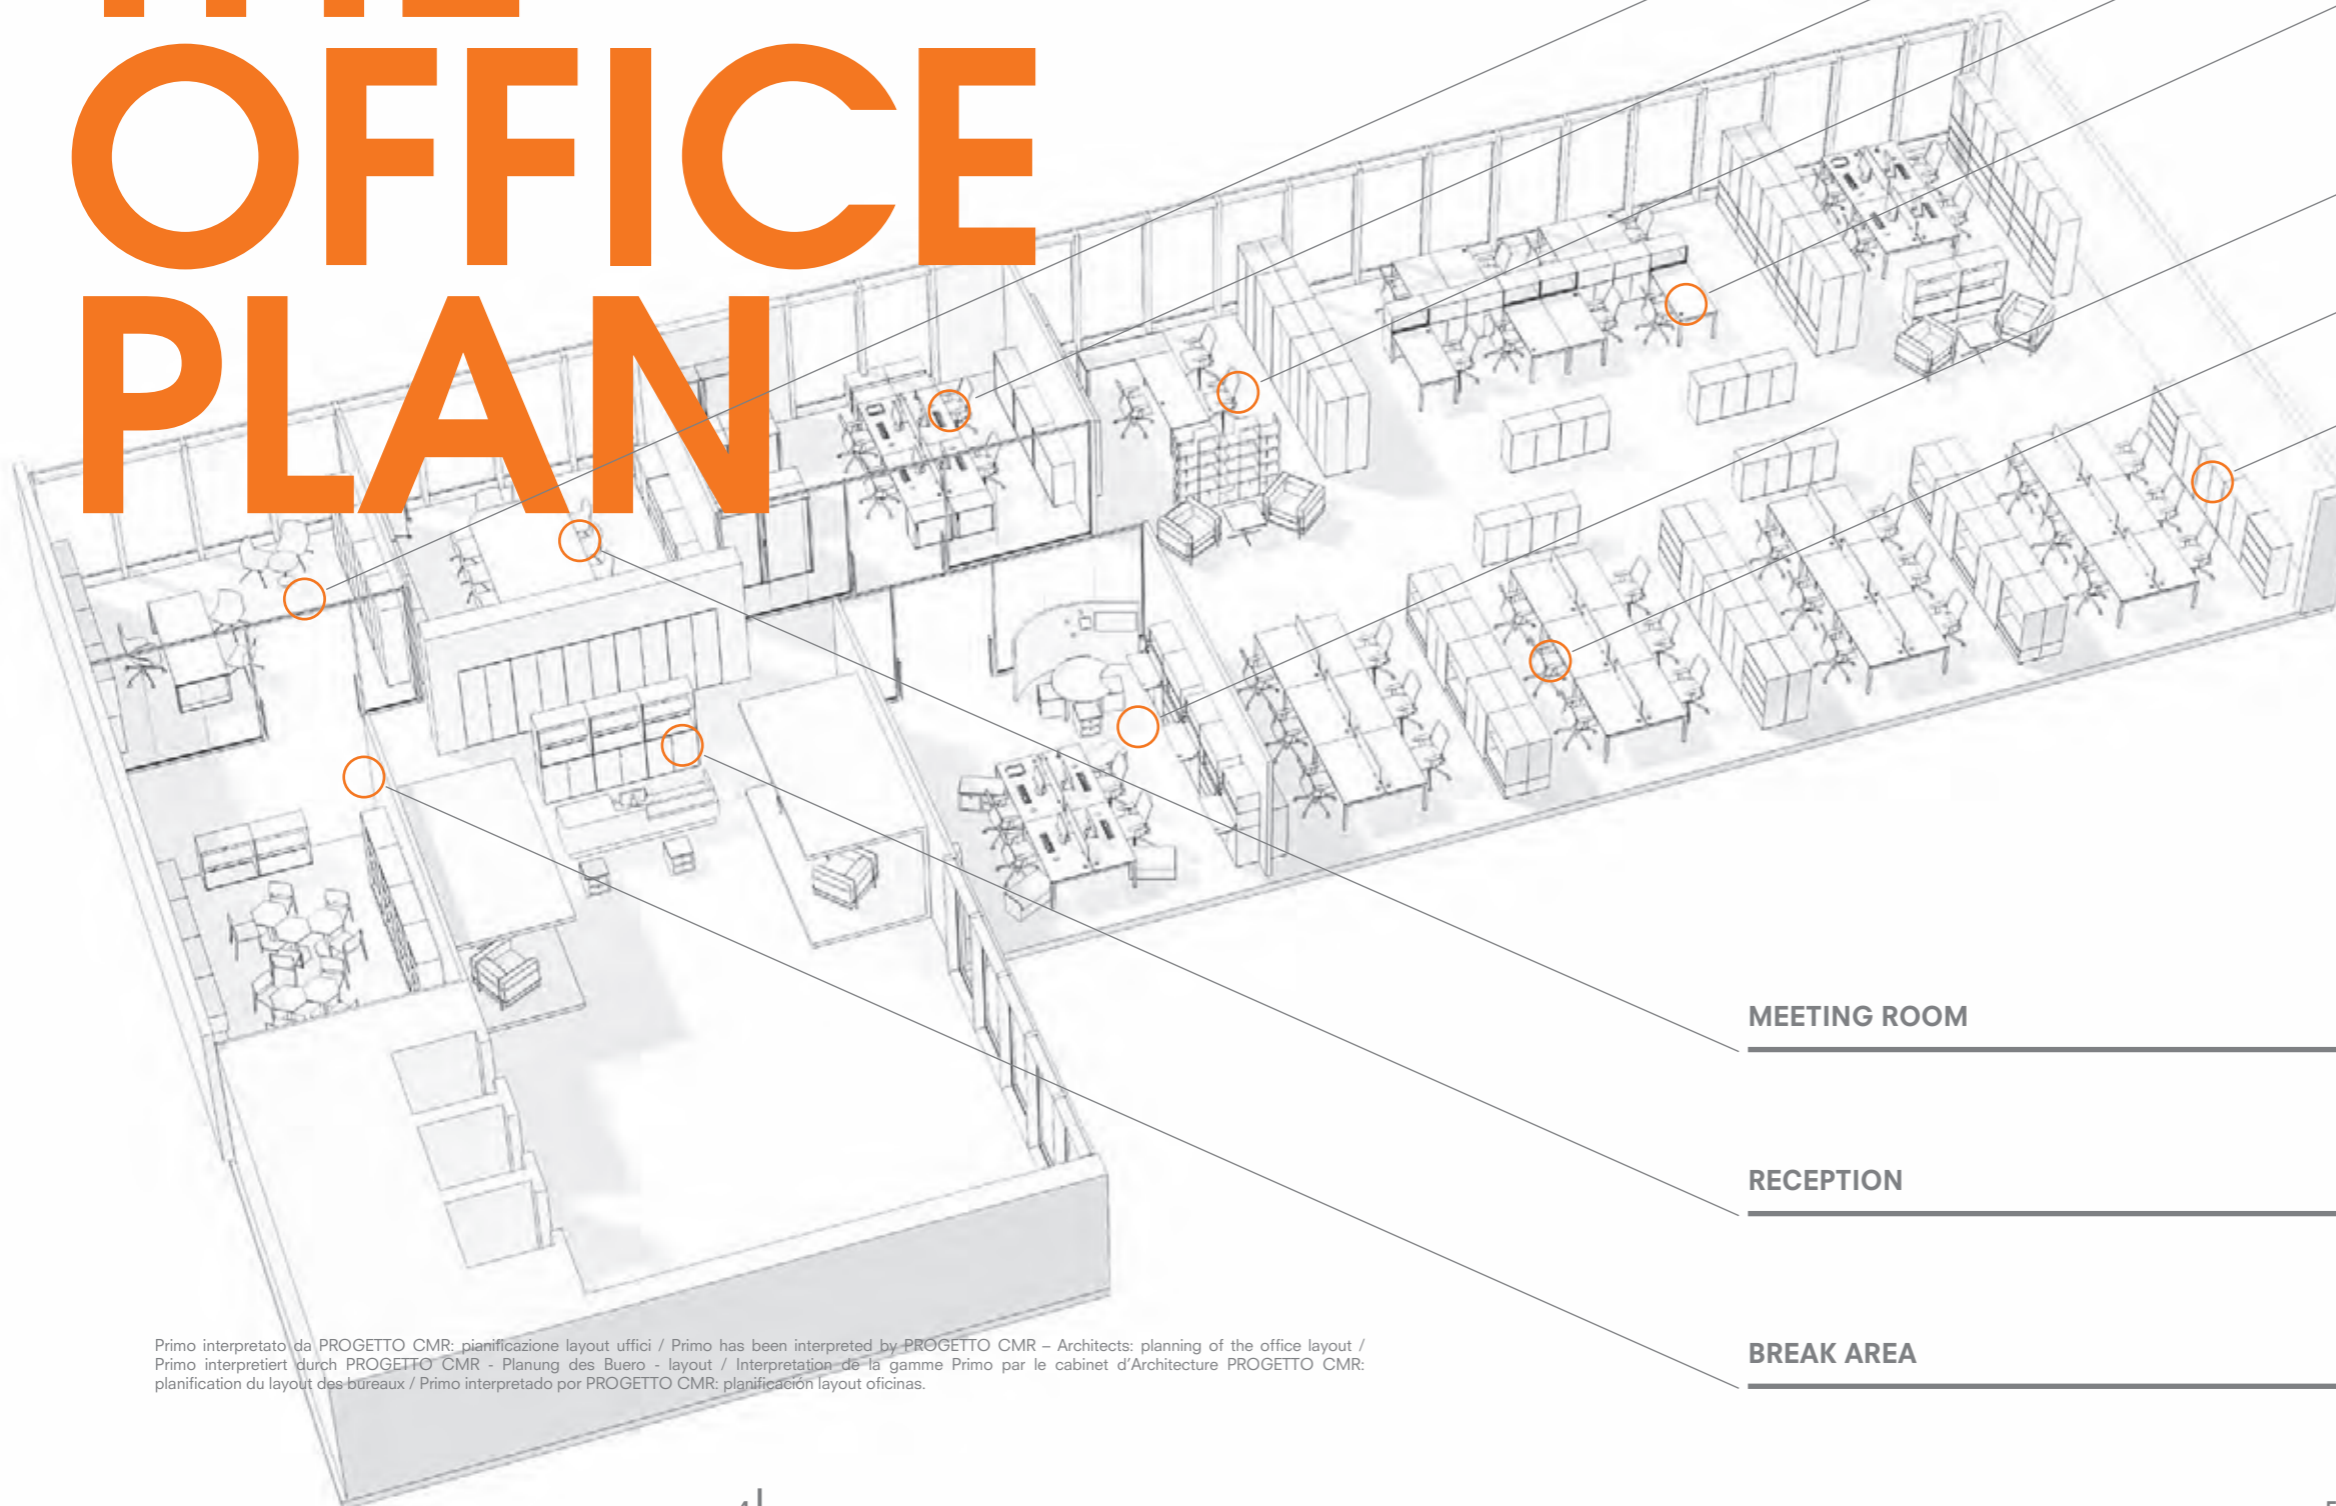 THE
OFFICE
PLAN
MEETING ROOM
RECEPTION
BREAK AREA
Primo interpretato da PROGETTO CMR: pianificazione layout uffici / Primo has been interpreted by PROGETTO CMR – Architects: planning of the office layout /
Primo interpretiert durch PROGETTO CMR - Planung des Buero - layout / Interpretation de la gamme Primo par le cabinet d'Architecture PROGETTO CMR:
planification du layout des bureaux / Primo interpretado por PROGETTO CMR: planificación layout oficinas.